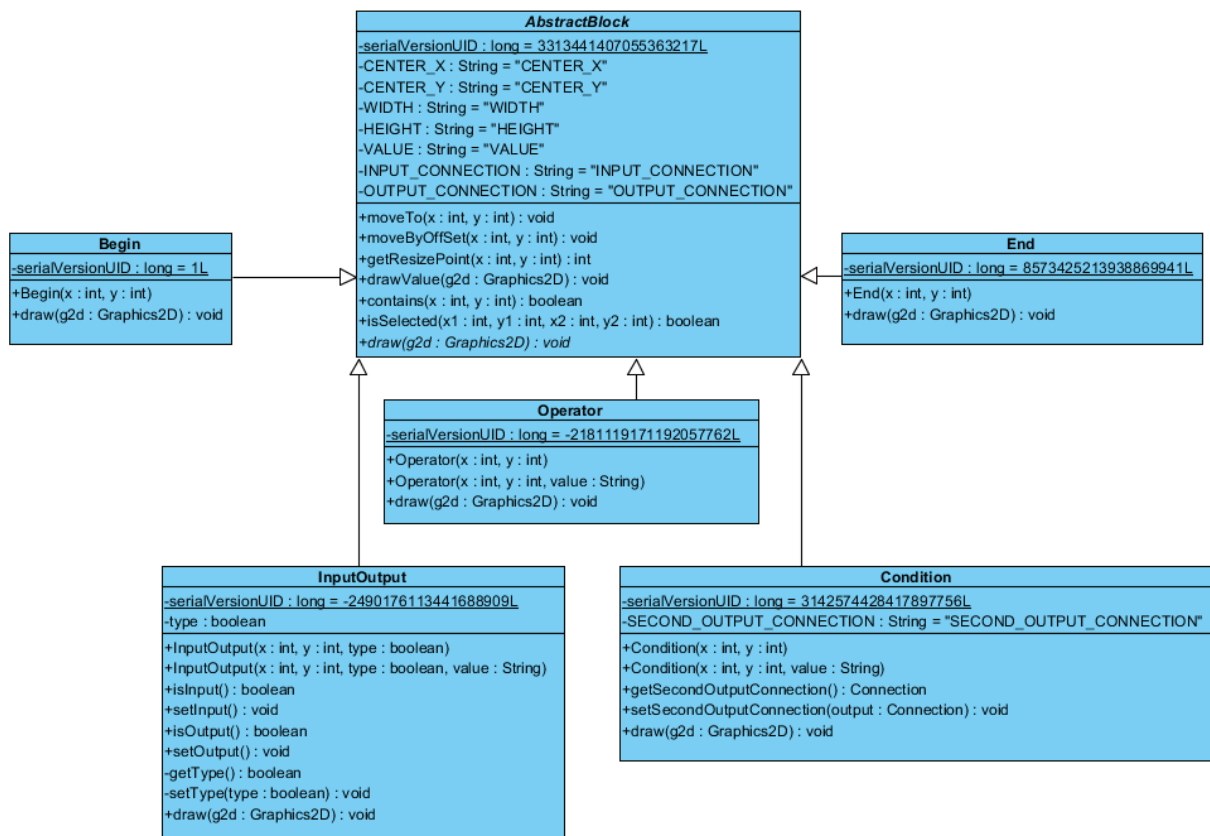 AbstractBlock
-serialVersionUID : long = 3313441407055363217L
-CENTER_X : String = "CENTER_X"
-CENTER_Y : String = "CENTER_Y"
-WIDTH : String = "WIDTH"
-HEIGHT : String = "HEIGHT"
-VALUE : String = "VALUE"
-INPUT_CONNECTION : String = "INPUT_CONNECTION"
-OUTPUT_CONNECTION : String = "OUTPUT_CONNECTION"
+moveTo(x : int, y : int) : void
+moveByOffSet(x : int, y : int) : void
+getResizePoint(x : int, y : int) : int
+drawValue(g2d : Graphics2D) : void
+contains(x : int, y : int) : boolean
+isSelected(x1 : int, y1 : int, x2 : int, y2 : int) : boolean
+draw(g2d : Graphics2D) : void
Begin
-serialVersionUID : long = 1L
+Begin(x : int, y : int)
+draw(g2d : Graphics2D) : void
End
-serialVersionUID : long = 8573425213938869941L
+End(x : int, y : int)
+draw(g2d : Graphics2D) : void
Operator
-serialVersionUID : long = -2181119171192057762L
+Operator(x : int, y : int)
+Operator(x : int, y : int, value : String)
+draw(g2d : Graphics2D) : void
InputOutput
-serialVersionUID : long = -2490176113441688909L
-type : boolean
+InputOutput(x : int, y : int, type : boolean)
+InputOutput(x : int, y : int, type : boolean, value : String)
+isInput() : boolean
+setInput() : void
+isOutput() : boolean
+setOutput() : void
-getType() : boolean
-setType(type : boolean) : void
+draw(g2d : Graphics2D) : void
Condition
-serialVersionUID : long = 3142574428417897756L
-SECOND_OUTPUT_CONNECTION : String = "SECOND_OUTPUT_CONNECTION"
+Condition(x : int, y : int)
+Condition(x : int, y : int, value : String)
+getSecondOutputConnection() : Connection
+setSecondOutputConnection(output : Connection) : void
+draw(g2d : Graphics2D) : void